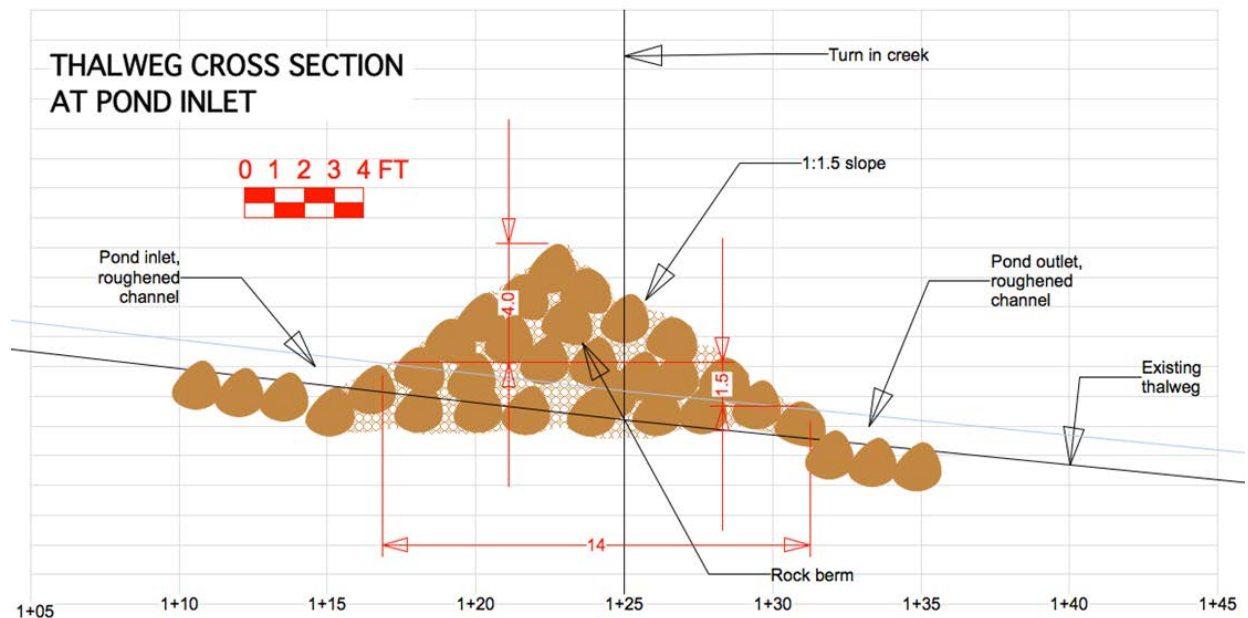 THALWEG CROSS SECTION
AT POND INLET
Turn in creek
0 1 2 3 4 FT
1:1.5 slope
Pond inlet,
roughened
channel
Pond outlet,
roughened
channel
4.0
1.5
Existing
thalweg
14
Rock berm
1+05 1+10 1+15 1+20 1+25 1+30 1+35 1+40 1+45